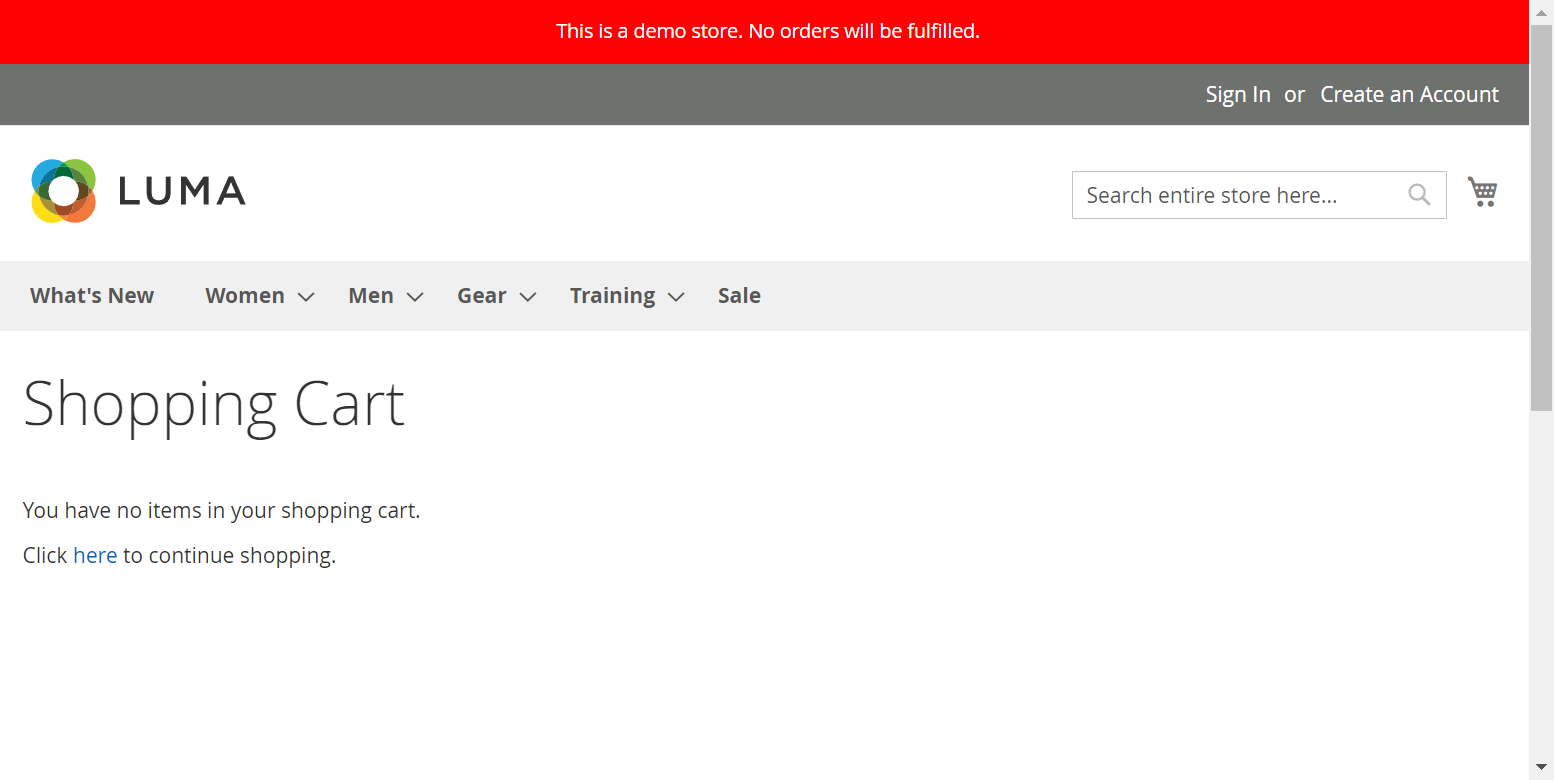 This is a demo store. No orders will be fulfilled.
Sign In or Create an Account
LUMA
Search entire store here...
What's New Women Men Gear Training Sale
Shopping Cart
You have no items in your shopping cart.
Click here to continue shopping.